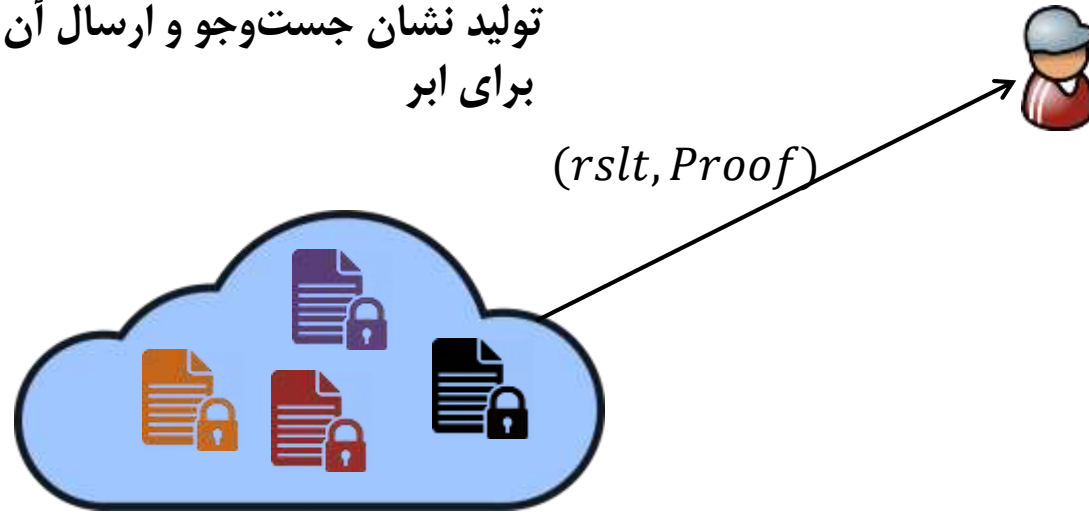 تولید نشان جست‌وجو و ارسال آن
برای ابر
(rslt, Proof)